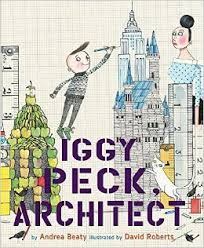 IGGY
PECK,
ARCHITECT
by Andrea Beaty illustrated by David Roberts